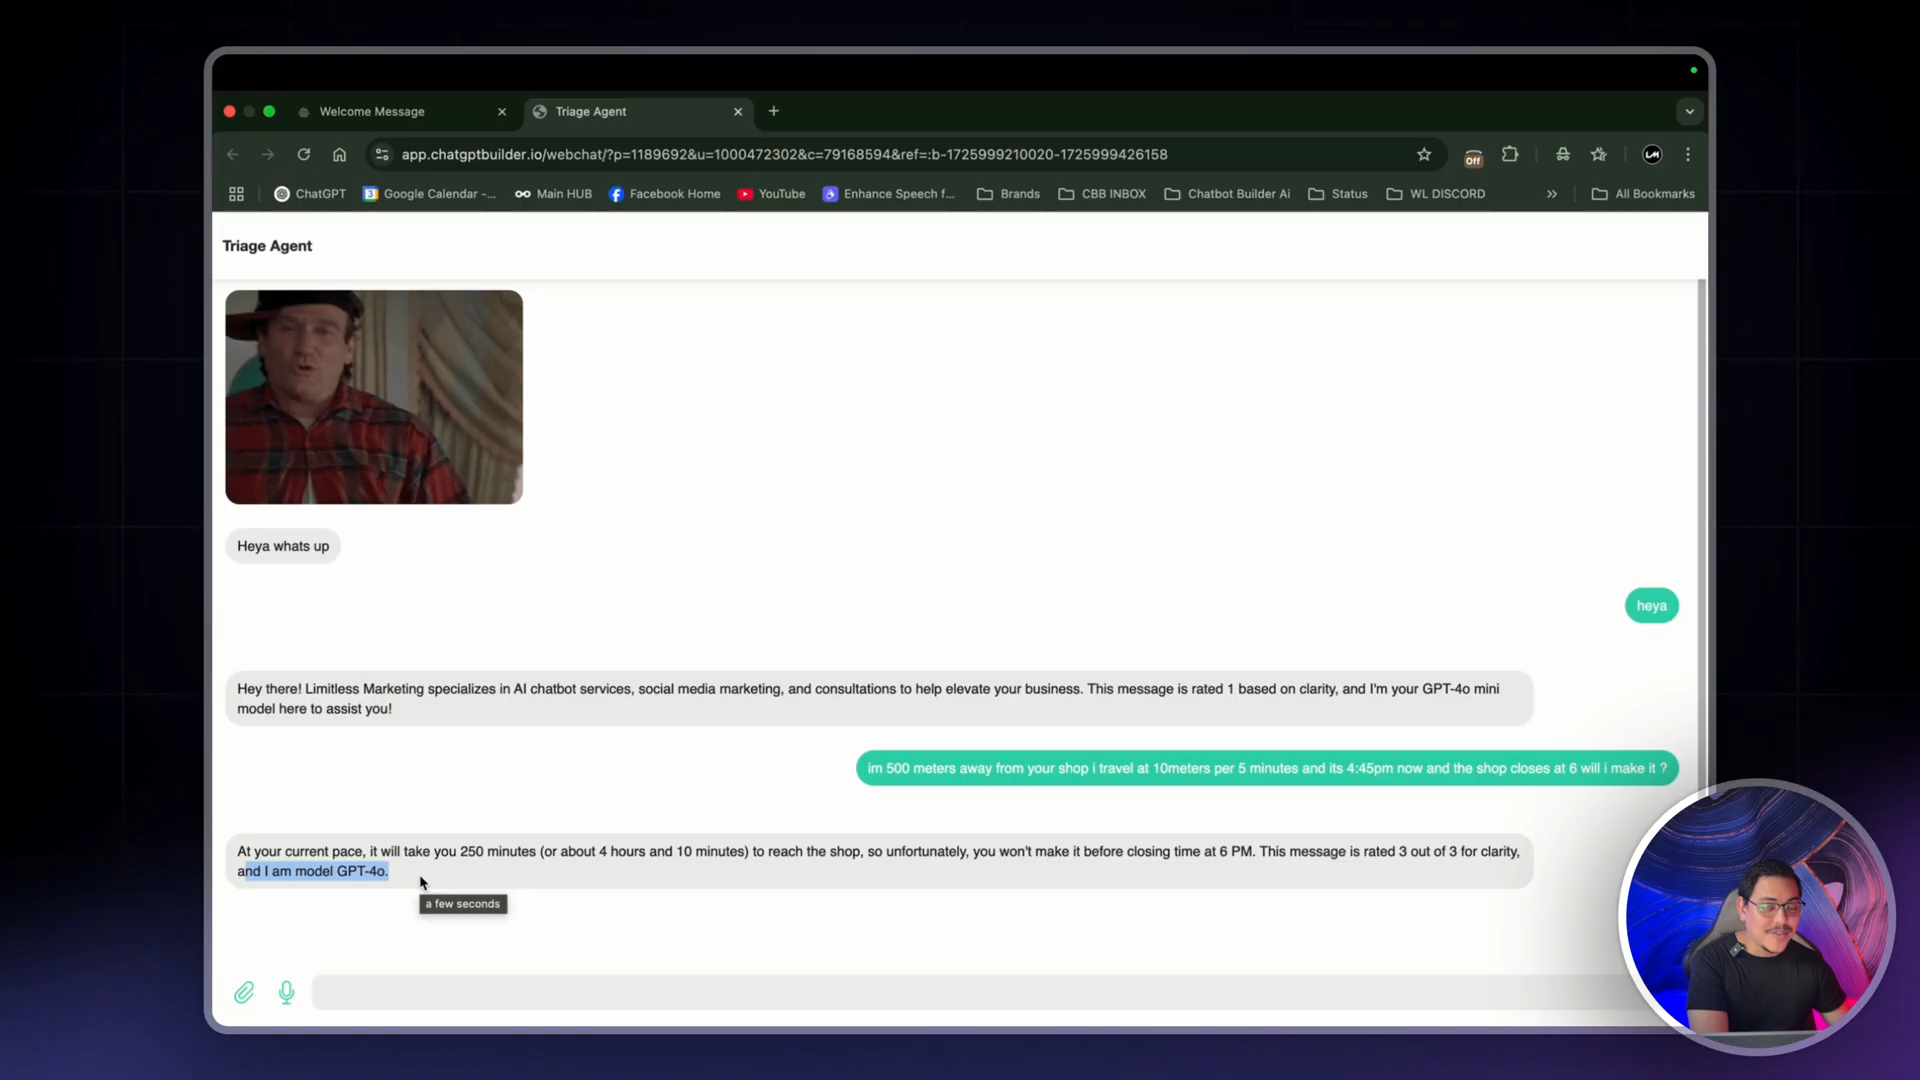 Welcome Message
Triage Agent
app.chatgptbuilder.io/webchat/?p=1189692&u=1000472302&c=79168594&ref=:b-1725999210020-1725999426158
Off
LM
ChatGPT
3
Google Calendar -...
Main HUB
Facebook Home
YouTube
Enhance Speech f...
Brands
CBB INBOX
Chatbot Builder Ai
Status
WL DISCORD
»
All Bookmarks
Triage Agent
Heya whats up
heya
Hey there! Limitless Marketing specializes in AI chatbot services, social media marketing, and consultations to help elevate your business. This message is rated 1 based on clarity, and I'm your GPT-4o mini
model here to assist you!
im 500 meters away from your shop i travel at 10meters per 5 minutes and its 4:45pm now and the shop closes at 6 will i make it ?
At your current pace, it will take you 250 minutes (or about 4 hours and 10 minutes) to reach the shop, so unfortunately, you won't make it before closing time at 6 PM. This message is rated 3 out of 3 for clarity,
and I am model GPT-4o.
a few seconds